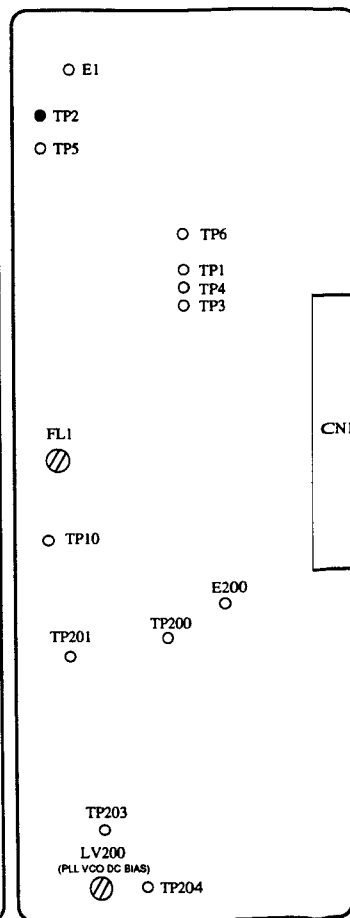 E1
TP2
TP5
TP6
TP1
TP4
TP3
CN1
FL1
TP10
E200
TP200
TP201
TP203
LV200
(PLL VCO DC BIAS)
TP204